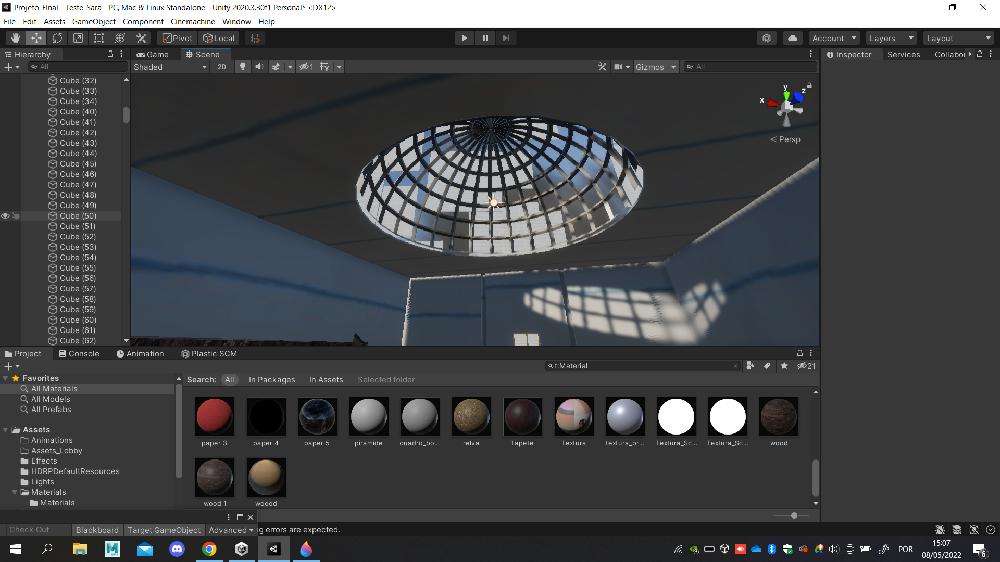 Projeto_FInal - Teste_Sara - PC, Mac & Linux Standalone - Unity 2020.3.30f1 Personal* <DX12>
File Edit Assets GameObject Component Cinemachine Window Help
Pivot Local Account Layers Layout
Hierarchy Game Scene Inspector Services Collabor
All Shaded 2D 1 Gizmos All
Cube (32)
Cube (33)
Cube (34)
Cube (40)
Cube (41)
Cube (42)
Cube (43)
Cube (44)
Cube (45)
Cube (46)
Cube (47)
Cube (48)
Cube (49)
Cube (50)
Cube (51)
Cube (52)
Cube (53)
Cube (54)
Cube (55)
Cube (56)
Cube (57)
Cube (58)
Cube (59)
Cube (60)
Cube (61)
Cube (62)
y
z
x
Persp
Project Console Animation Plastic SCM
t:Material 21
Favorites
All Materials
All Models
All Prefabs
Assets
Animations
Assets_Lobby
Effects
HDRPDefaultResources
Lights
Materials
Materials
Search: All In Packages In Assets Selected folder
paper 3 paper 4 paper 5 piramide quadro_bo... relva Tapete Textura textura_pr... Textura_Sc... Textura_Sc... wood
wood 1 woood
Check Out Blackboard Target GameObject Advanced g errors are expected.
POR
15:07
08/05/2022
6